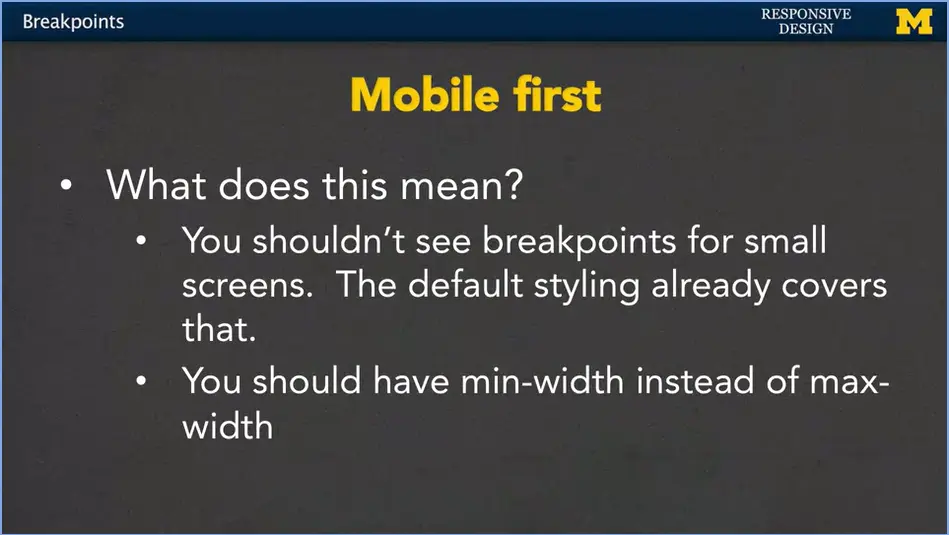 Breakpoints
RESPONSIVE
DESIGN
M
Mobile first
• What does this mean?
• You shouldn’t see breakpoints for small
screens.  The default styling already covers
that.
• You should have min-width instead of max-
width